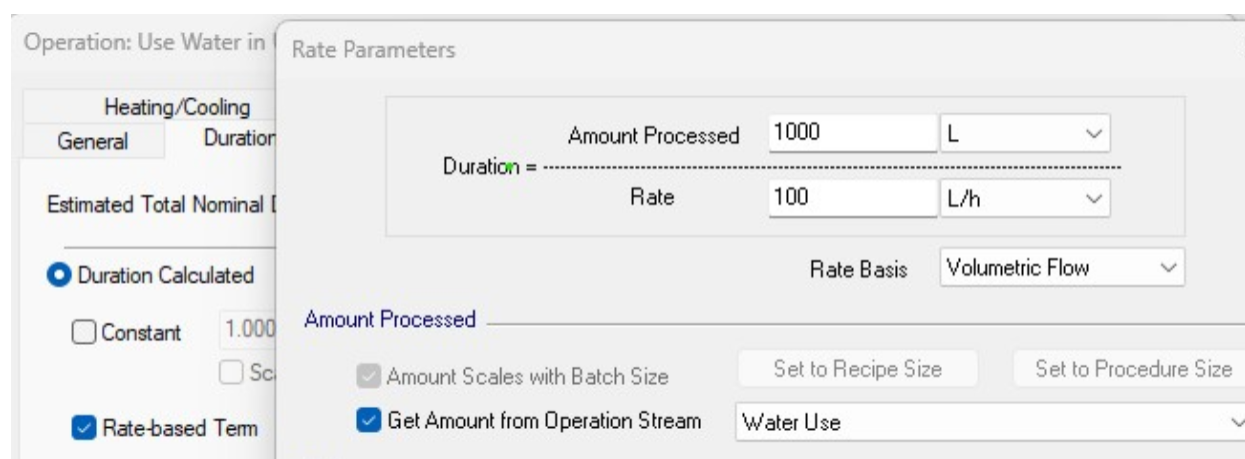 Operation: Use Water in
Rate Parameters
Heating/Cooling
General Duration
Estimated Total Nominal
Duration Calculated
Constant 1.000
Rate-based Term
Amount Processed 1000 L
Duration = ----------------------------------------
Rate 100 L/h
Rate Basis Volumetric Flow
Amount Processed
Amount Scales with Batch Size Set to Recipe Size Set to Procedure Size
Get Amount from Operation Stream Water Use